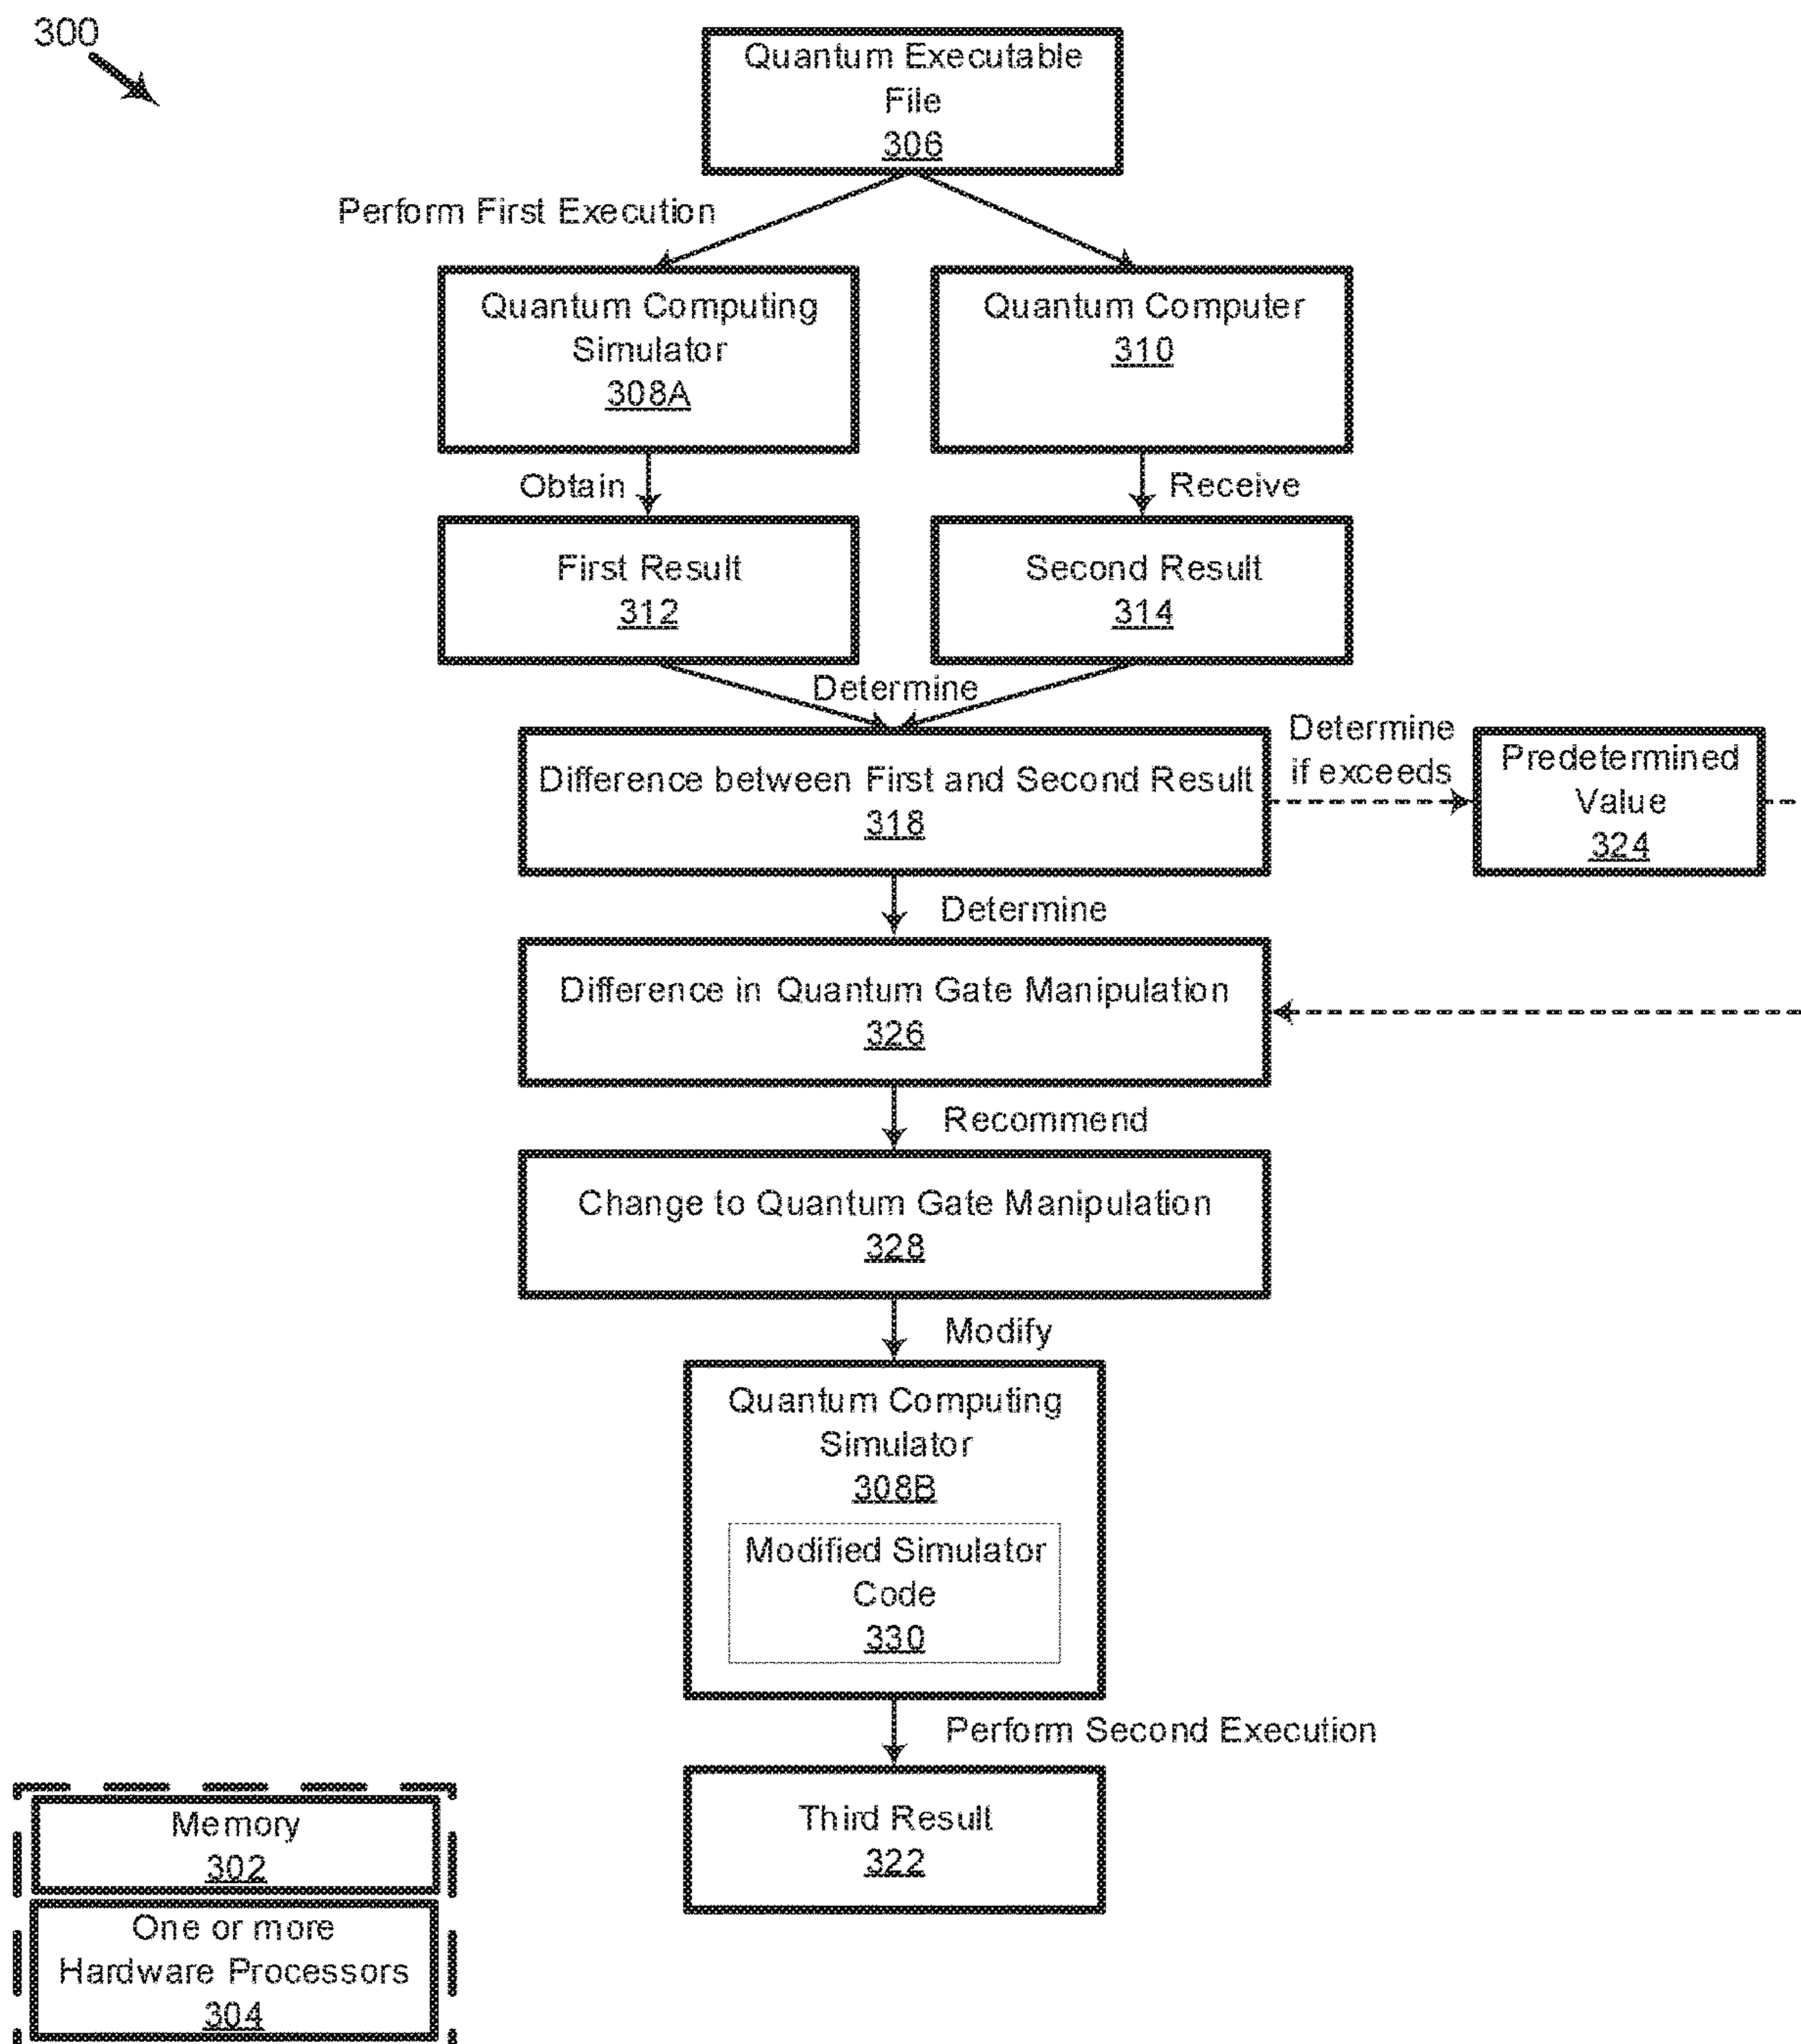 300
Quantum Executable
File
306
Perform First Execution
Quantum Computing
Simulator
308A
Quantum Computer
310
Obtain
Receive
First Result
312
Second Result
314
Determine
Difference between First and Second Result
318
Determine
if exceeds
Predetermined
Value
324
Determine
Difference in Quantum Gate Manipulation
326
Recommend
Change to Quantum Gate Manipulation
328
Modify
Quantum Computing
Simulator
308B
Modified Simulator
Code
330
Perform Second Execution
Third Result
322
Memory
302
One or more
Hardware Processors
304